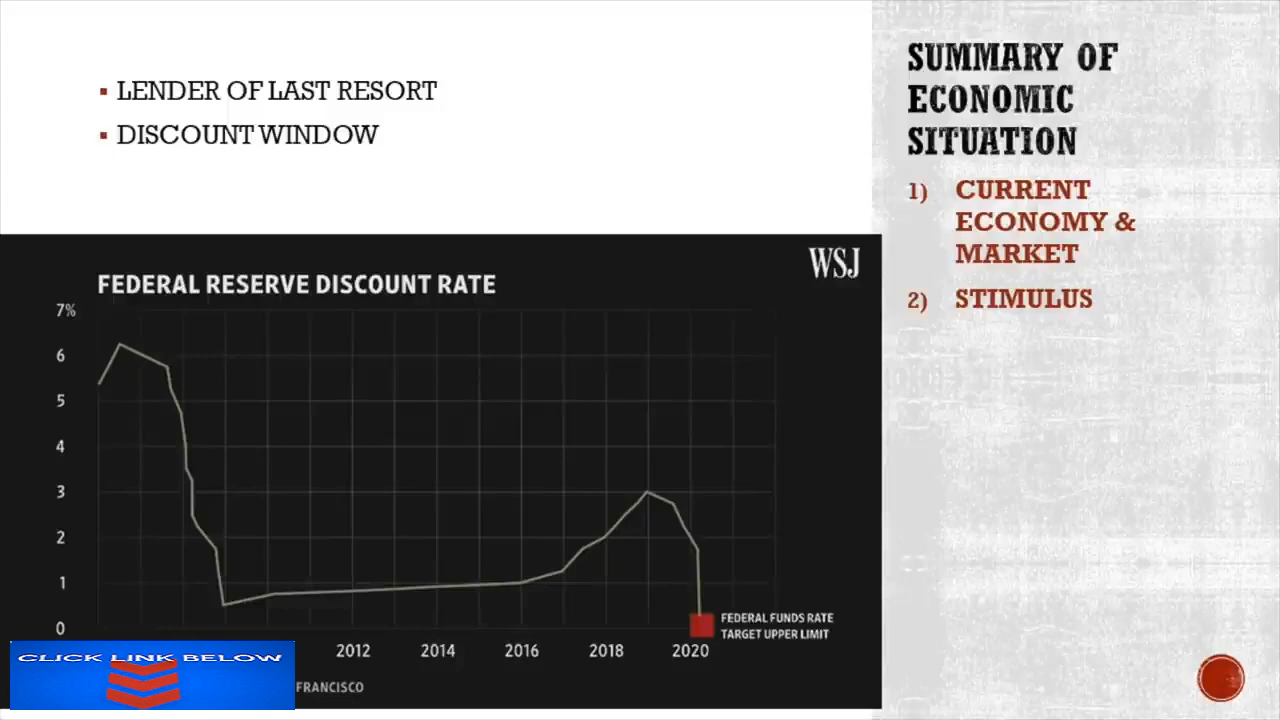 LENDER OF LAST RESORT
DISCOUNT WINDOW
SUMMARY OF
ECONOMIC
SITUATION
1) CURRENT
ECONOMY &
MARKET
2) STIMULUS
WSJ
FEDERAL RESERVE DISCOUNT RATE
7%
6
5
4
3
2
1
0
FEDERAL FUNDS RATE
TARGET UPPER LIMIT
2012 2014 2016 2018 2020
CLICK LINK BELOW
FRANCISCO